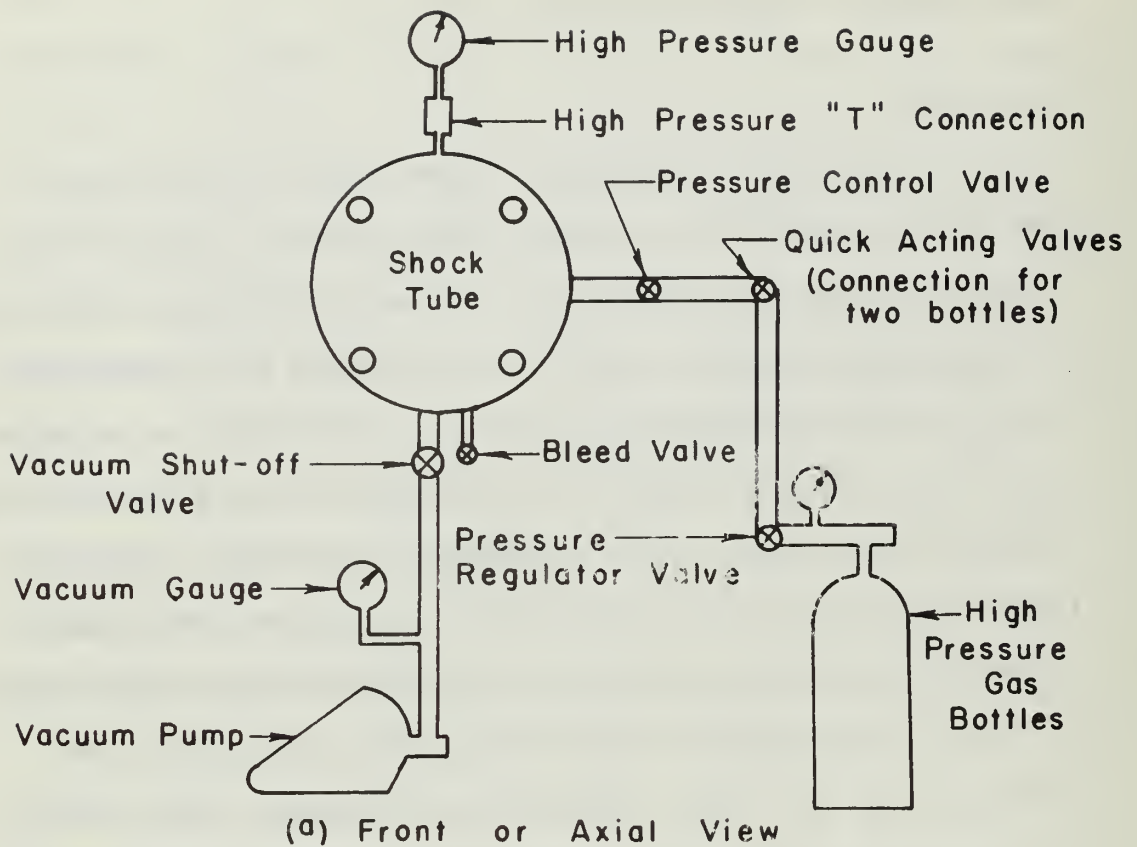 High Pressure Gauge
High Pressure "T" Connection
Pressure Control Valve
Quick Acting Valves
(Connection for
two bottles)
Shock
Tube
Vacuum Shut-off
Valve
Bleed Valve
Pressure
Regulator Valve
Vacuum Gauge
High
Pressure
Gas
Bottles
Vacuum Pump
(a) Front or Axial View